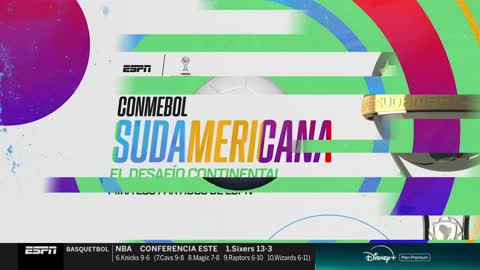 ESPN
CONMEBOL
SUDAMERICANA
EL DESAFÍO CONTINENTAL
SUDAMERI
ESPN BASQUETBOL NBA CONFERENCIA ESTE 1.Sixers 13-3
6.Knicks 9-6 (7.Cavs 9-8 8.Magic 7-8 9.Raptors 6-10 10.Wizards 6-11)
Disney+ Plan Premium